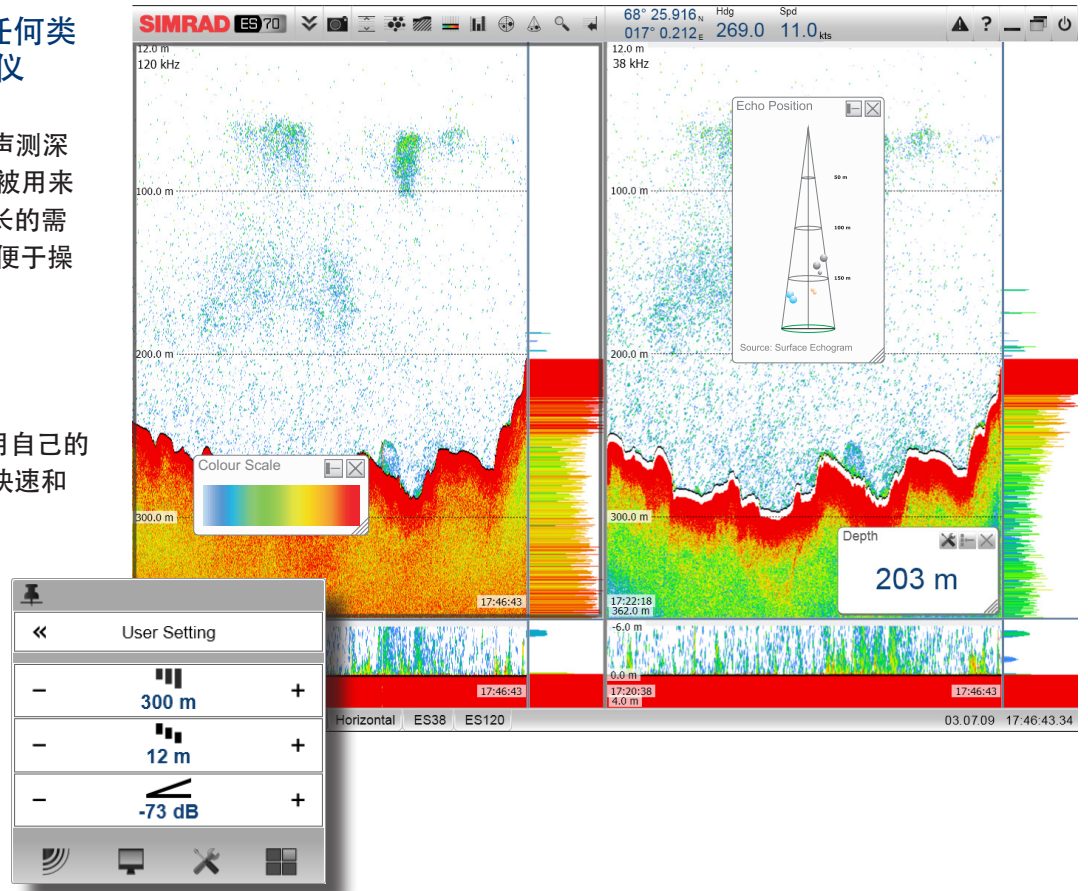 任何类
仪
声测深
被用来
长的需
便于操
用自己的
快速和
SIMRAD ES 70
68° 25.916 N
017° 0.212 E
Hdg
269.0
Spd
11.0 kts
?
12.0 m
120 kHz
100.0 m
200.0 m
300.0 m
17:46:43
Colour Scale
12.0 m
38 kHz
100.0 m
200.0 m
300.0 m
17:22:18
362.0 m
Echo Position
50 m
100 m
150 m
Source: Surface Echogram
Depth
203 m
17:46:43
-6.0 m
0.0 m
17:20:38
4.0 m
17:46:43
Horizontal
ES38
ES120
03.07.09 17:46:43.34
« User Setting
− 300 m +
− 12 m +
− -73 dB +